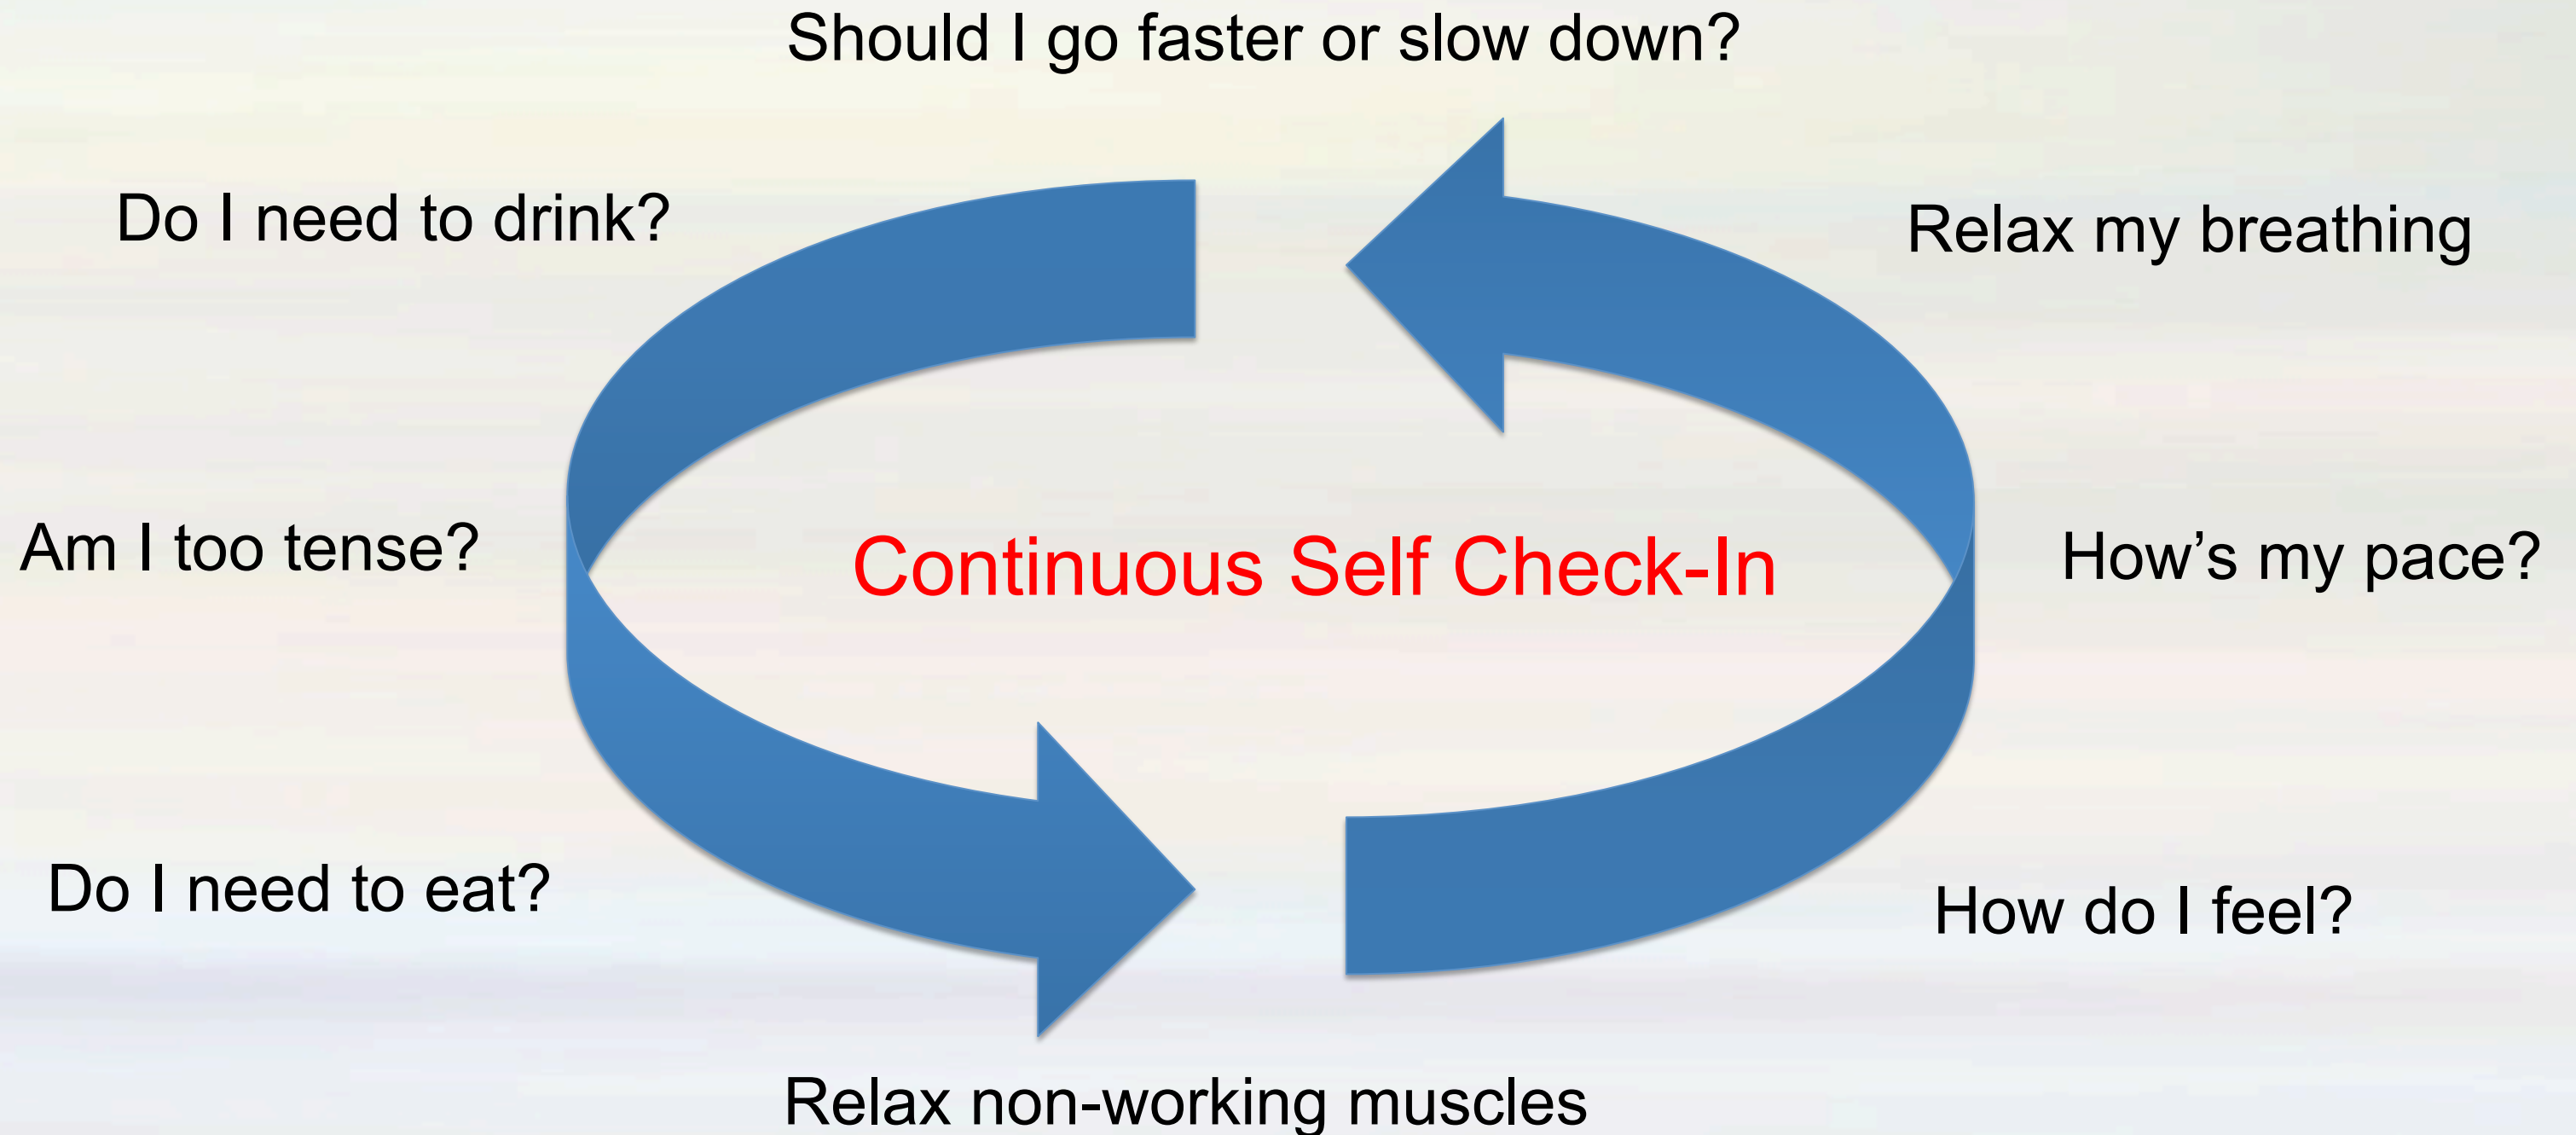 Should I go faster or slow down?
Do I need to drink?
Relax my breathing
Am I too tense?
Continuous Self Check-In
How’s my pace?
Do I need to eat?
How do I feel?
Relax non-working muscles